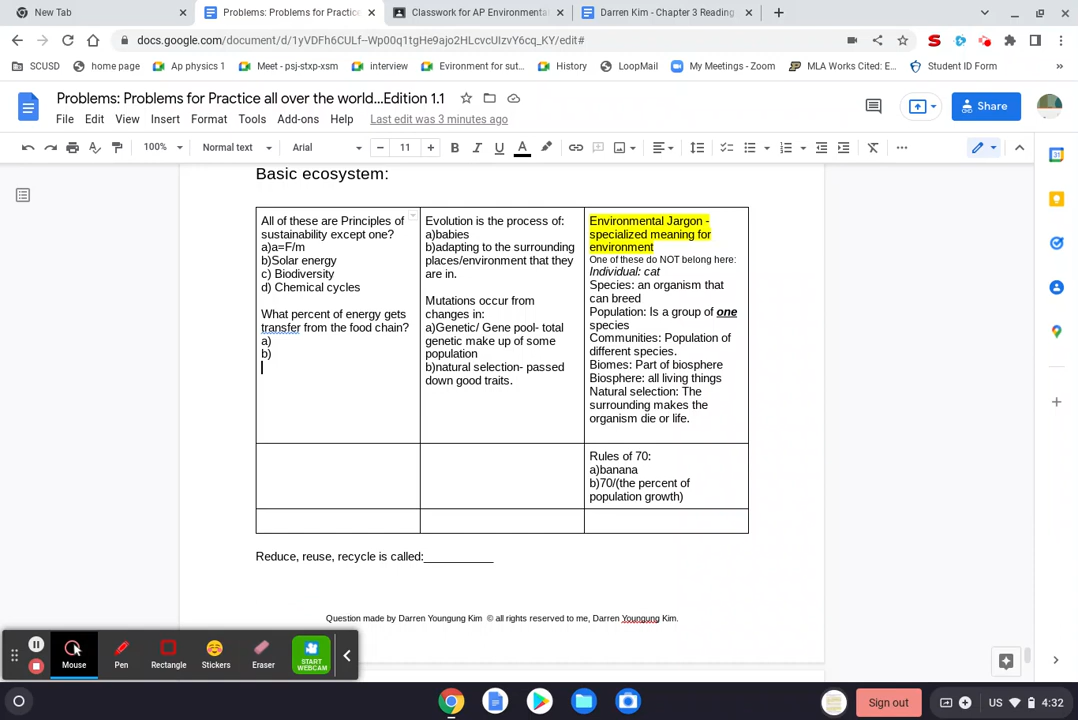 New Tab
Problems: Problems for Practice
Classwork for AP Environmental
Darren Kim - Chapter 3 Reading
docs.google.com/document/d/1yVDFh6CULf--Wp00q1tgHe9ajo2HLcvcUIzvY6cq_KY/edit#
SCUSD
home page
Ap physics 1
Meet - psj-stxp-xsm
interview
Evironment for sut...
History
LoopMail
My Meetings - Zoom
MLA Works Cited: E...
Student ID Form
Problems: Problems for Practice all over the world...Edition 1.1
File Edit View Insert Format Tools Add-ons Help Last edit was 3 minutes ago
Share
100% Normal text Arial 11
Basic ecosystem:
All of these are Principles of
sustainability except one?
a)a=F/m
b)Solar energy
c) Biodiversity
d) Chemical cycles
What percent of energy gets
transfer from the food chain?
a)
b)
Evolution is the process of:
a)babies
b)adapting to the surrounding
places/environment that they
are in.
Mutations occur from
changes in:
a)Genetic/ Gene pool- total
genetic make up of some
population
b)natural selection- passed
down good traits.
Environmental Jargon -
specialized meaning for
environment
One of these do NOT belong here:
Individual: cat
Species: an organism that
can breed
Population: Is a group of one
species
Communities: Population of
different species.
Biomes: Part of biosphere
Biosphere: all living things
Natural selection: The
surrounding makes the
organism die or life.
Rules of 70:
a)banana
b)70/(the percent of
population growth)
Reduce, reuse, recycle is called:__________
Question made by Darren Youngung Kim © all rights reserved to me, Darren Youngung Kim.
Mouse
Pen
Rectangle
Stickers
Eraser
START
WEBCAM
Sign out
US
4:32